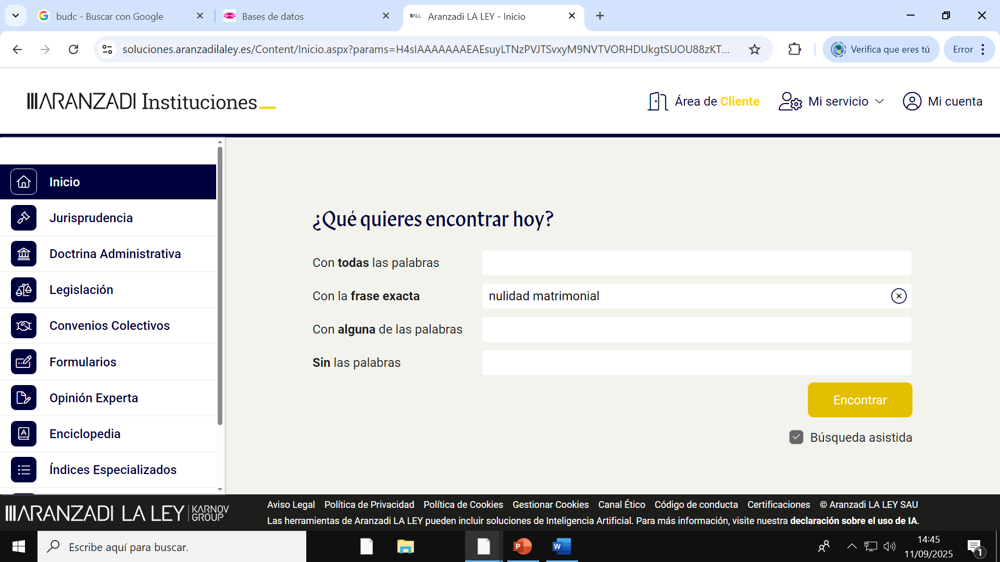 budc - Buscar con Google
Bases de datos
ALL
Aranzadi LA LEY - Inicio
soluciones.aranzadilaley.es/Content/Inicio.aspx?params=H4sIAAAAAAAEAEsuyLTNzPVJTSvxyM9NVTVORHDUkgtSUOU88zKT...
Verifica que eres tú
Error
ARANZADI Instituciones
Área de Cliente
Mi servicio
Mi cuenta
Inicio
Jurisprudencia
Doctrina Administrativa
Legislación
Convenios Colectivos
Formularios
Opinión Experta
Enciclopedia
Índices Especializados
¿Qué quieres encontrar hoy?
Con todas las palabras
Con la frase exacta
nulidad matrimonial
Con alguna de las palabras
Sin las palabras
Encontrar
Búsqueda asistida
ARANZADI LA LEY KARNOV GROUP
Aviso Legal Política de Privacidad Política de Cookies Gestionar Cookies Canal Ético Código de conducta Certificaciones © Aranzadi LA LEY SAU
Las herramientas de Aranzadi LA LEY pueden incluir soluciones de Inteligencia Artificial. Para más información, visite nuestra declaración sobre el uso de IA.
Escribe aquí para buscar.
P
W
14:45
11/09/2025
1